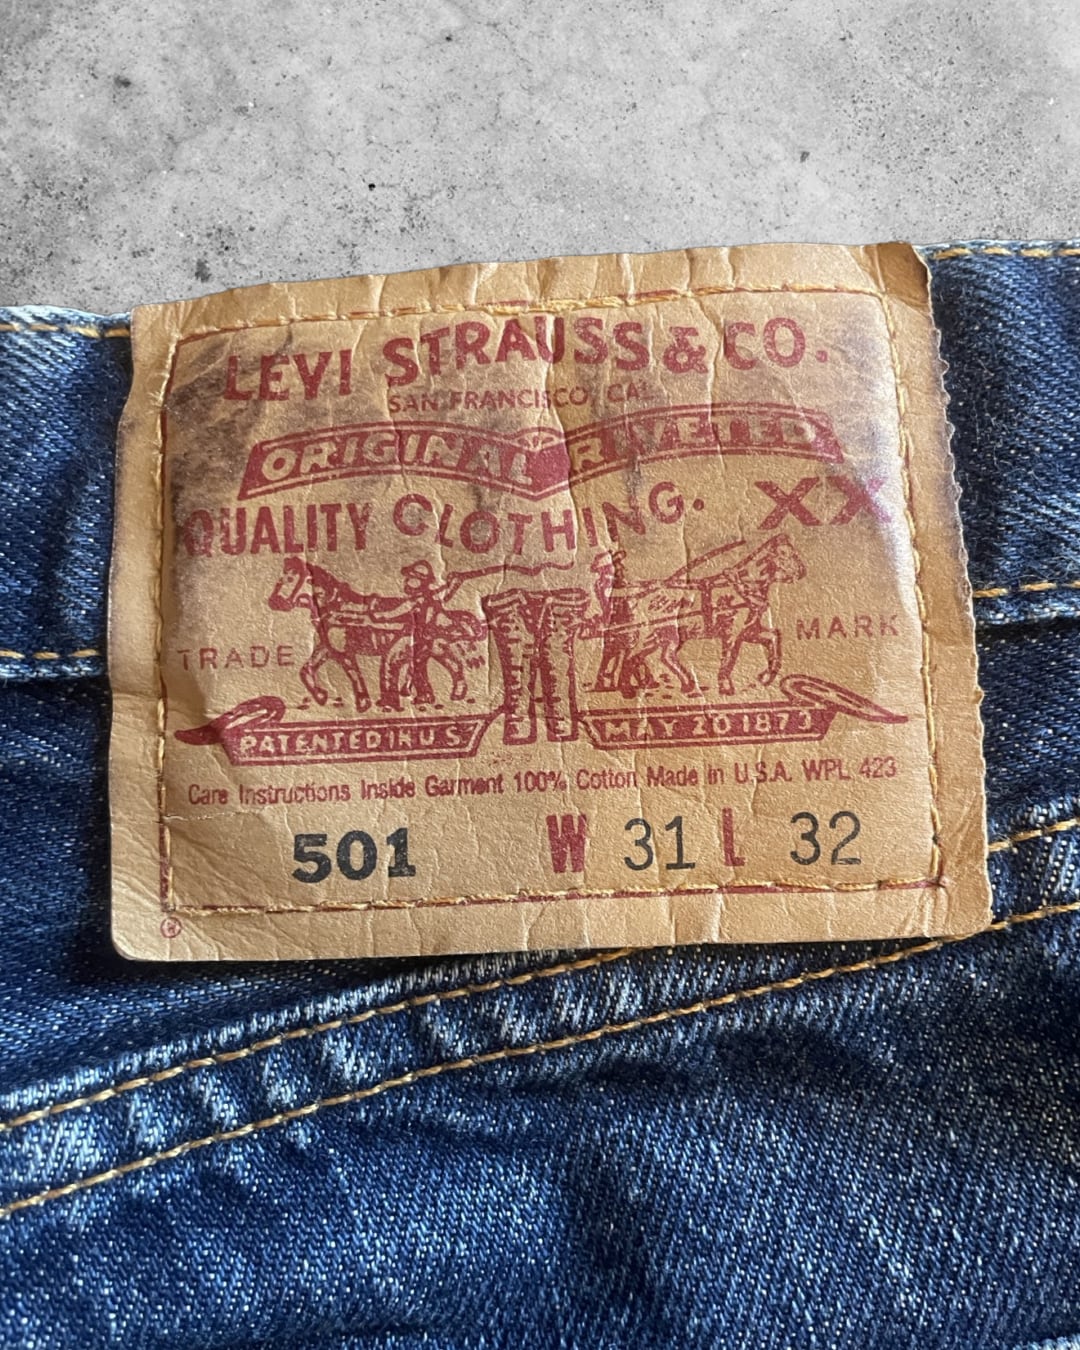 LEVI STRAUSS & CO.
SAN FRANCISCO, CAL
ORIGINAL RIVETED
QUALITY CLOTHING. XX
TRADE MARK
PATENTED IN U S MAY 20 1873
Care Instructions Inside Garment 100% Cotton Made in U.S.A. WPL 423
501 W 31 L 32
®